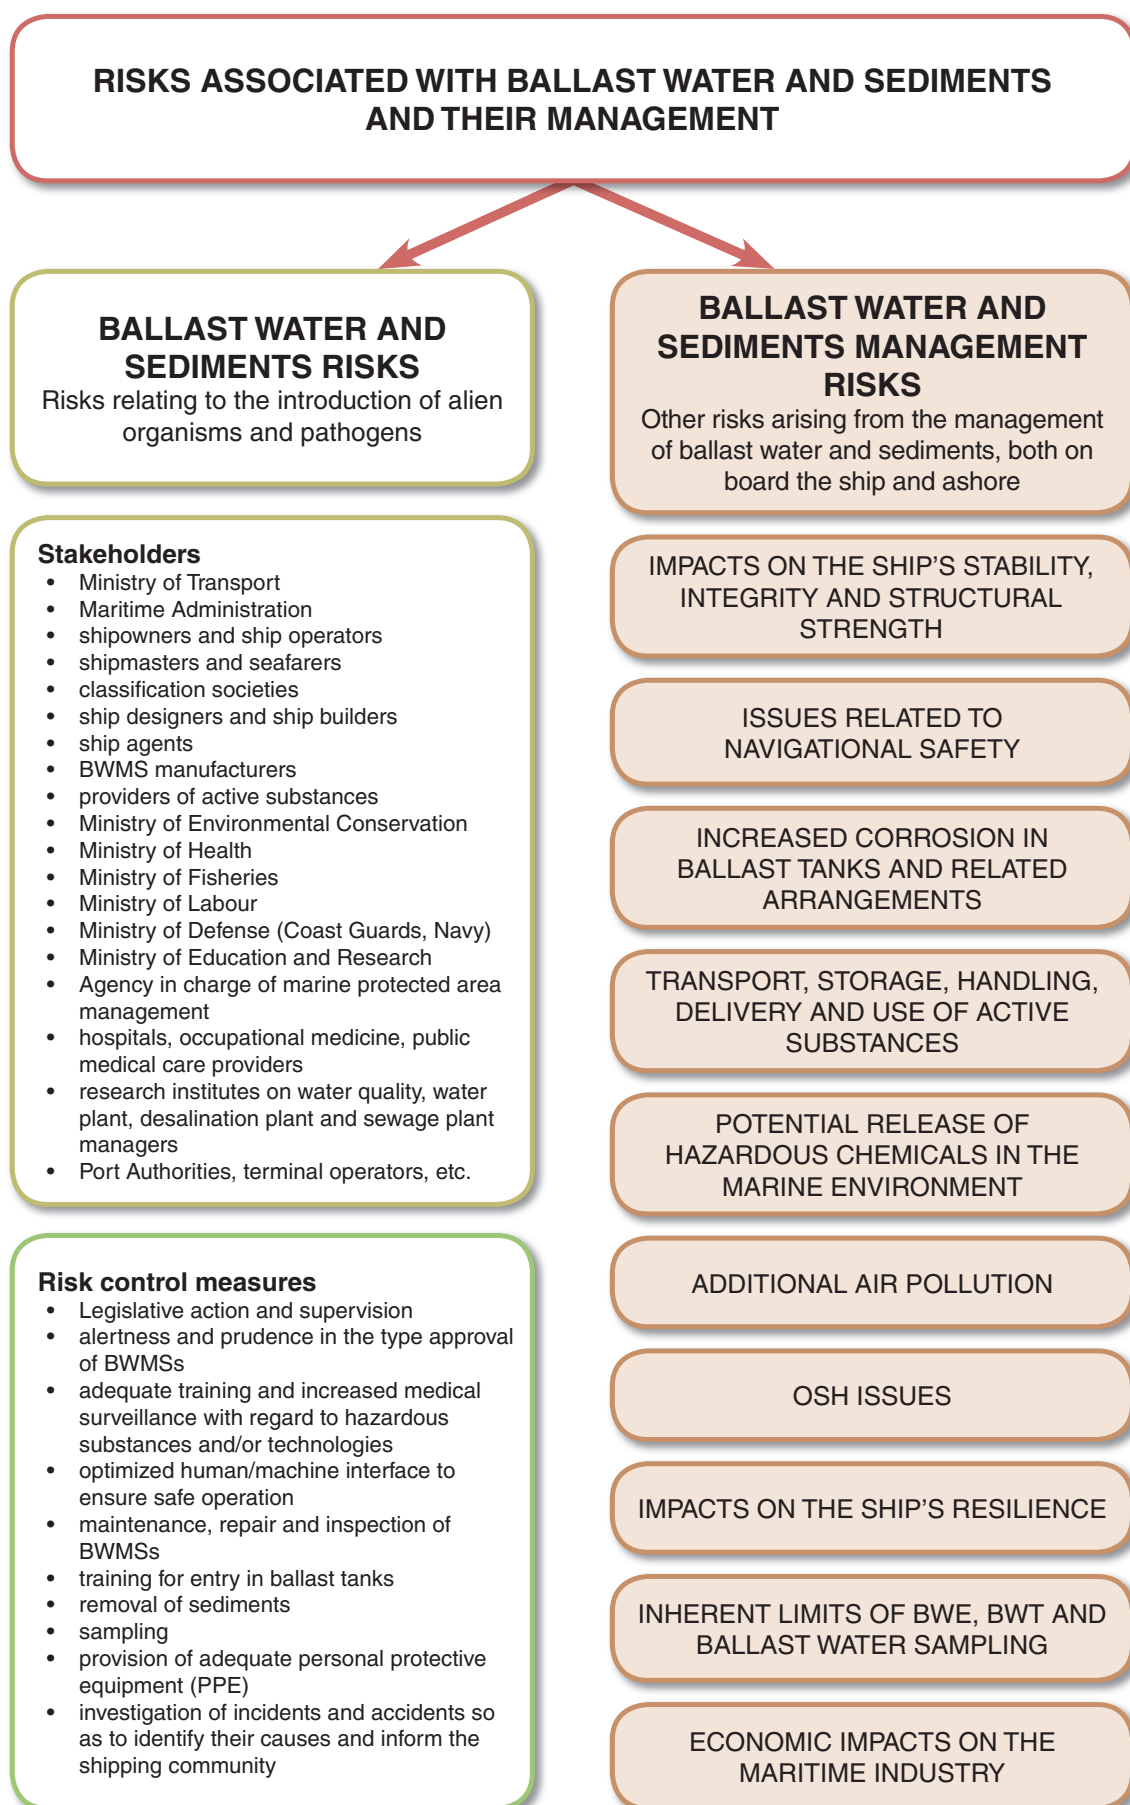 RISKS ASSOCIATED WITH BALLAST WATER AND SEDIMENTS
AND THEIR MANAGEMENT
BALLAST WATER AND
SEDIMENTS RISKS
Risks relating to the introduction of alien
organisms and pathogens
Stakeholders
• Ministry of Transport
• Maritime Administration
• shipowners and ship operators
• shipmasters and seafarers
• classification societies
• ship designers and ship builders
• ship agents
• BWMS manufacturers
• providers of active substances
• Ministry of Environmental Conservation
• Ministry of Health
• Ministry of Fisheries
• Ministry of Labour
• Ministry of Defense (Coast Guards, Navy)
• Ministry of Education and Research
• Agency in charge of marine protected area
management
• hospitals, occupational medicine, public
medical care providers
• research institutes on water quality, water
plant, desalination plant and sewage plant
managers
• Port Authorities, terminal operators, etc.
Risk control measures
• Legislative action and supervision
• alertness and prudence in the type approval
of BWMSs
• adequate training and increased medical
surveillance with regard to hazardous
substances and/or technologies
• optimized human/machine interface to
ensure safe operation
• maintenance, repair and inspection of
BWMSs
• training for entry in ballast tanks
• removal of sediments
• sampling
• provision of adequate personal protective
equipment (PPE)
• investigation of incidents and accidents so
as to identify their causes and inform the
shipping community
BALLAST WATER AND
SEDIMENTS MANAGEMENT
RISKS
Other risks arising from the management
of ballast water and sediments, both on
board the ship and ashore
IMPACTS ON THE SHIP'S STABILITY,
INTEGRITY AND STRUCTURAL
STRENGTH
ISSUES RELATED TO
NAVIGATIONAL SAFETY
INCREASED CORROSION IN
BALLAST TANKS AND RELATED
ARRANGEMENTS
TRANSPORT, STORAGE, HANDLING,
DELIVERY AND USE OF ACTIVE
SUBSTANCES
POTENTIAL RELEASE OF
HAZARDOUS CHEMICALS IN THE
MARINE ENVIRONMENT
ADDITIONAL AIR POLLUTION
OSH ISSUES
IMPACTS ON THE SHIP'S RESILIENCE
INHERENT LIMITS OF BWE, BWT AND
BALLAST WATER SAMPLING
ECONOMIC IMPACTS ON THE
MARITIME INDUSTRY